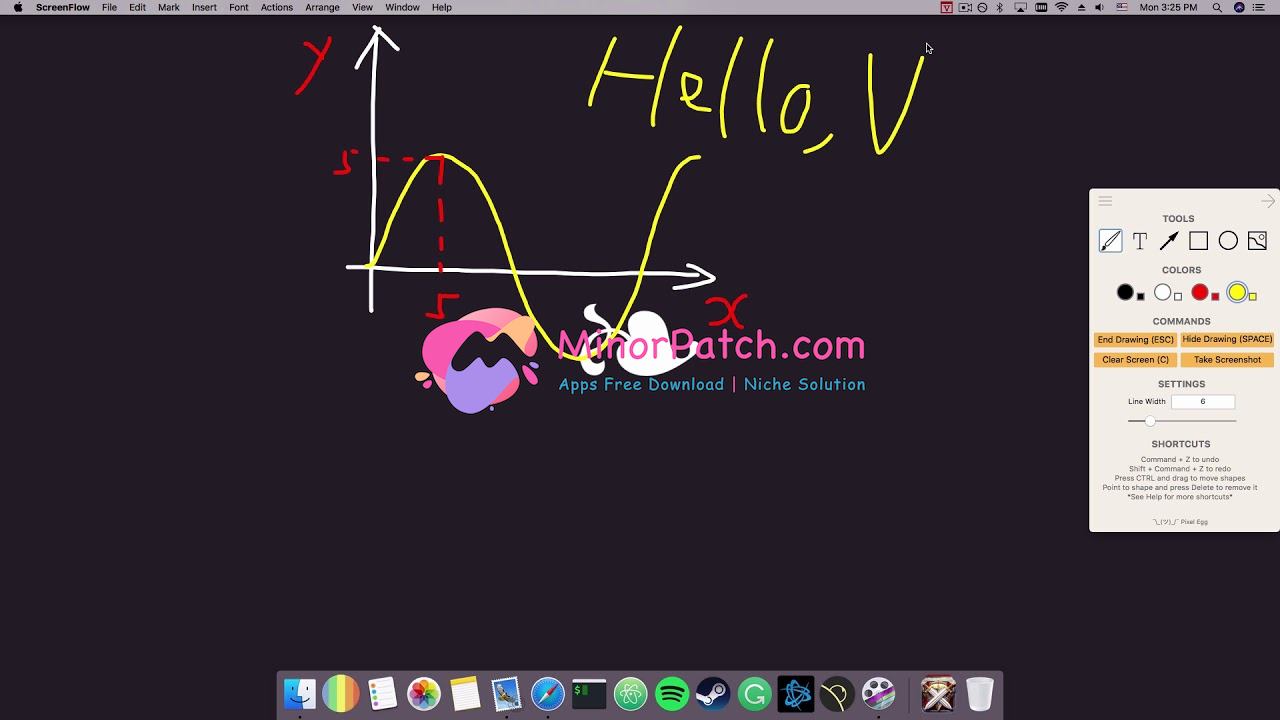 ScreenFlow File Edit Mark Insert Font Actions Arrange View Window Help
V Mon 3:25 PM
y
Hello, V
5
5
x
MinorPatch.com
Apps Free Download | Niche Solution
TOOLS
T
COLORS
COMMANDS
End Drawing (ESC) Hide Drawing (SPACE)
Clear Screen (C) Take Screenshot
SETTINGS
Line Width 6
SHORTCUTS
Command + Z to undo
Shift + Command + Z to redo
Press CTRL and drag to move shapes
Point to shape and press Delete to remove it
*See Help for more shortcuts*
¯\_(ツ)_/¯ Pixel Egg